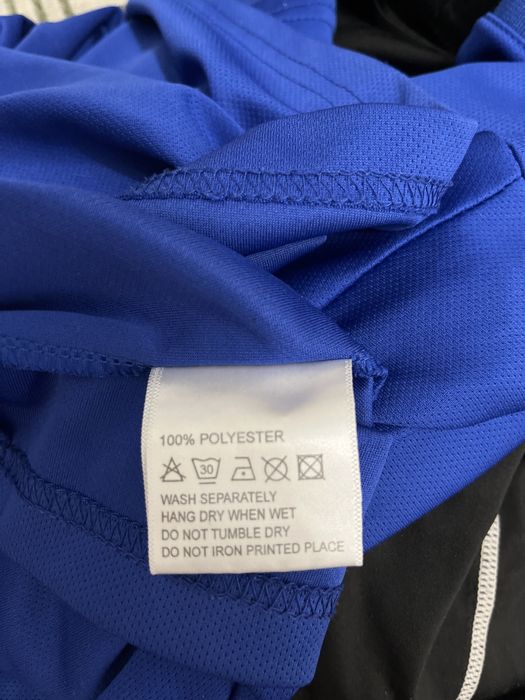 100% POLYESTER
30
WASH SEPARATELY
HANG DRY WHEN WET
DO NOT TUMBLE DRY
DO NOT IRON PRINTED PLACE